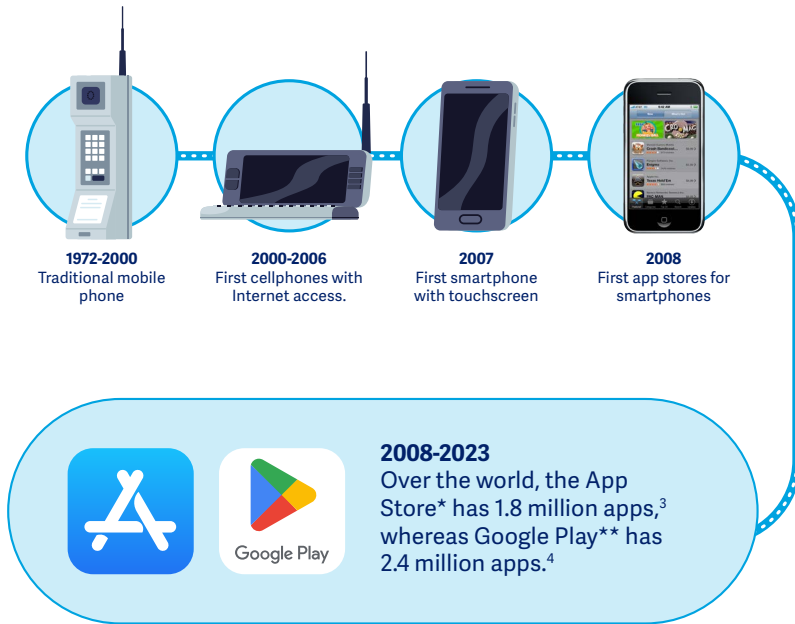 1972-2000
Traditional mobile
phone
2000-2006
First cellphones with
Internet access.
2007
First smartphone
with touchscreen
2008
First app stores for
smartphones
Google Play
2008-2023
Over the world, the App
Store* has 1.8 million apps,³
whereas Google Play** has
2.4 million apps.⁴